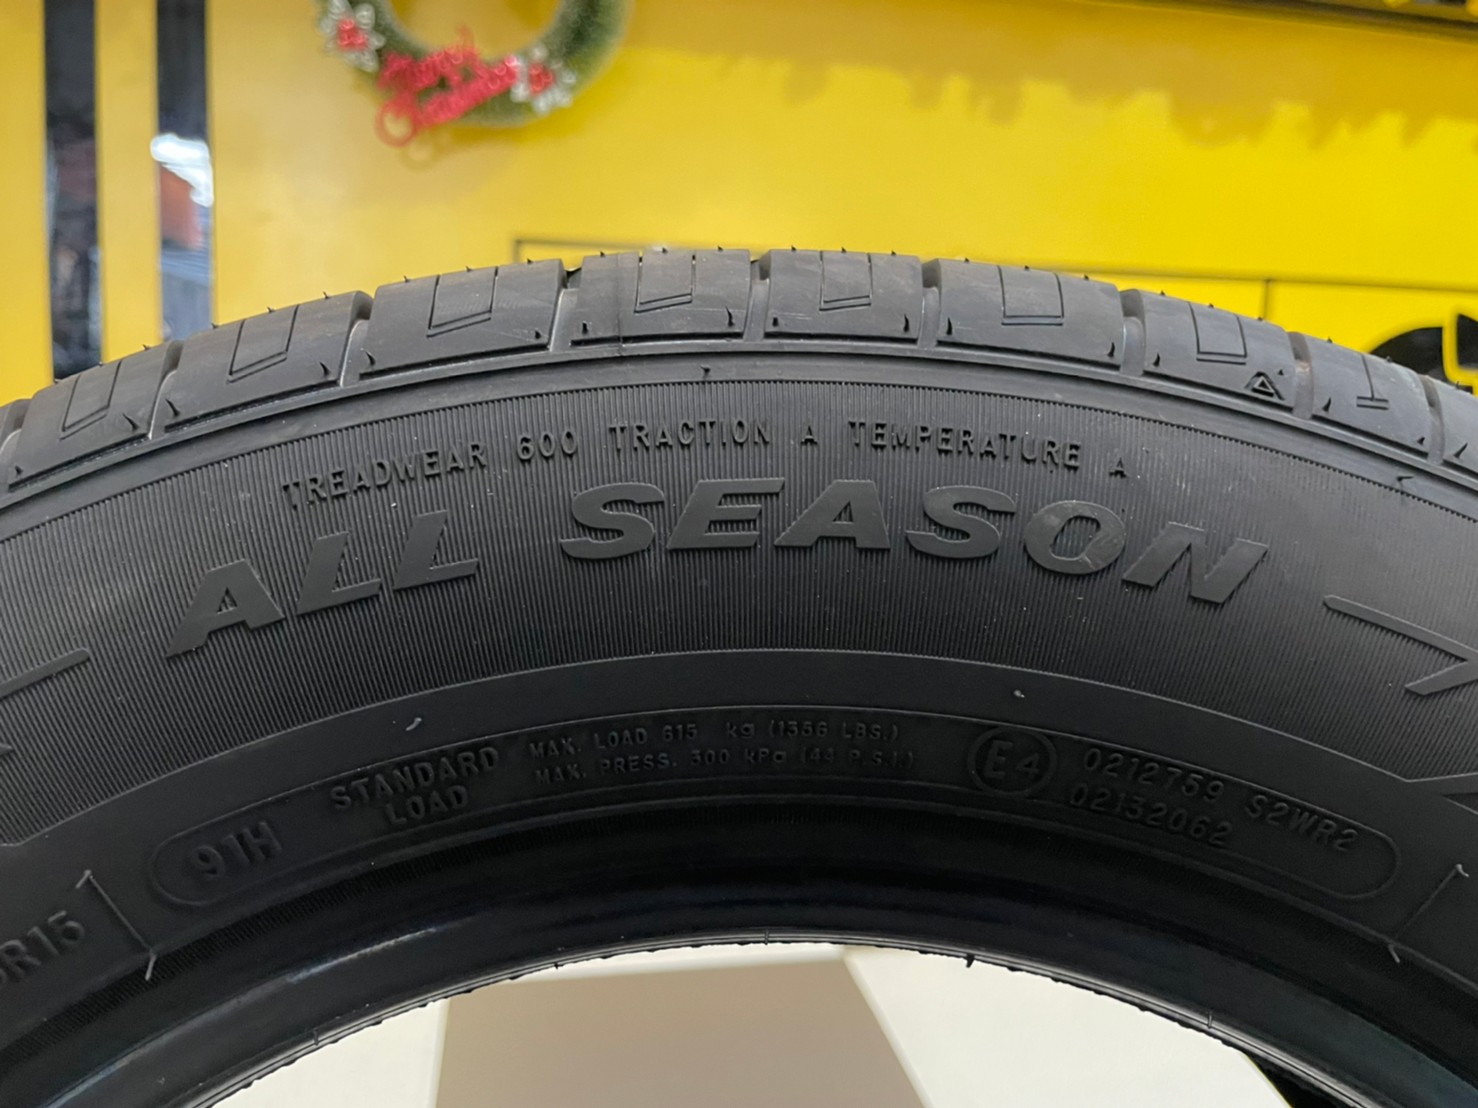 TREADWEAR 600 TRACTION A TEMPERATURE A
ALL SEASON
R15
91H
STANDARD LOAD
MAX. LOAD 615 kg (1356 LBS.)
MAX. PRESS. 300 kPa (43 P.S.I.)
E4
0212759 S2WR2
02132062